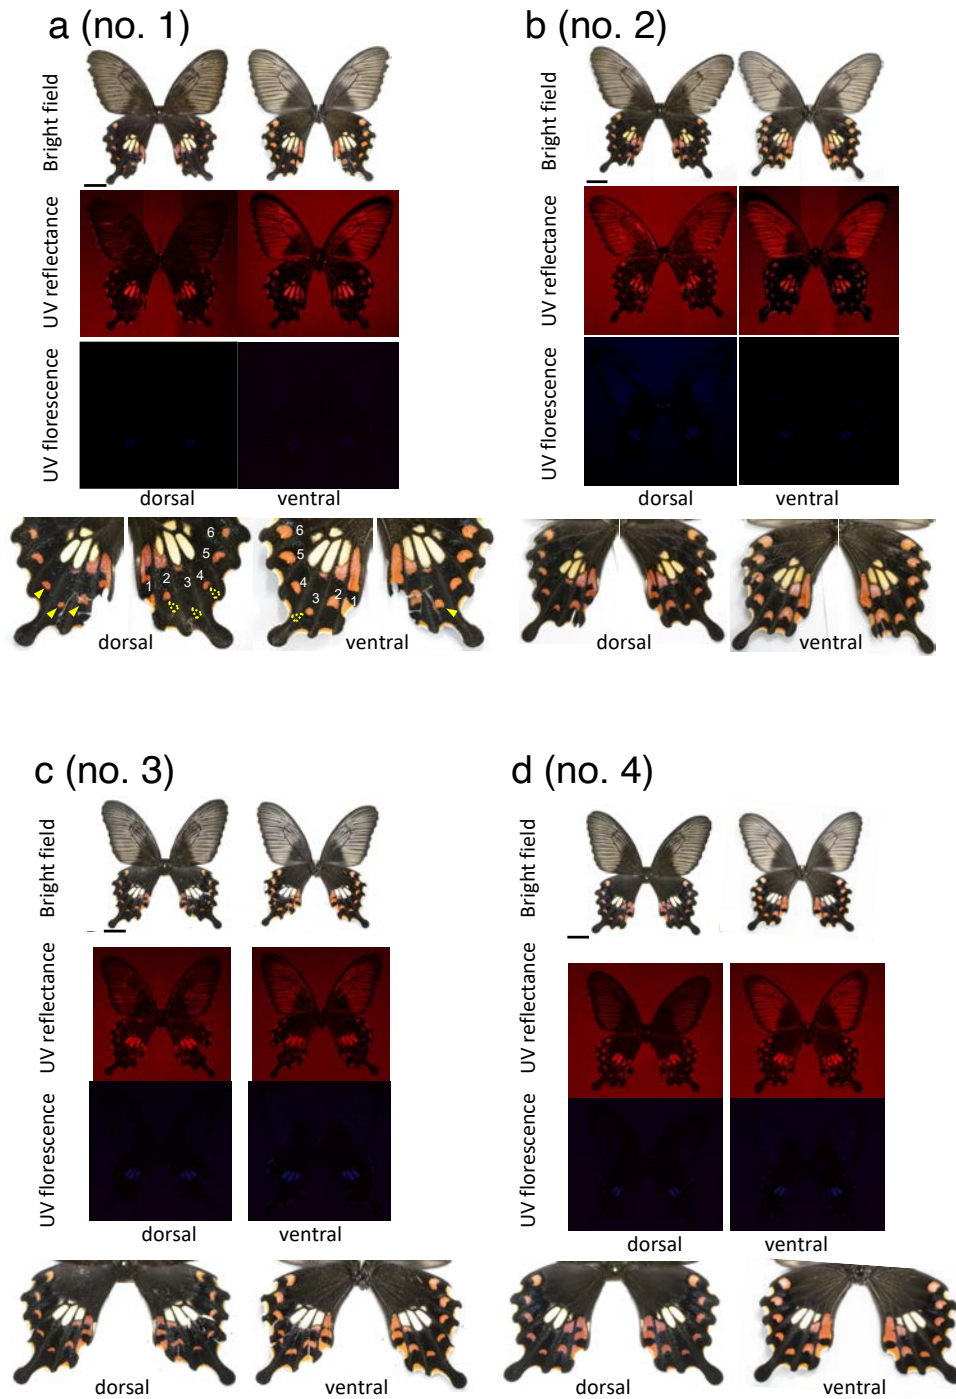 a (no. 1)
Bright field
UV reflectance
UV florescence
dorsal
ventral
1
2
3
4
5
6
6
5
4
3
2
1
dorsal
ventral
b (no. 2)
Bright field
UV reflectance
UV florescence
dorsal
ventral
dorsal
ventral
c (no. 3)
Bright field
UV reflectance
UV florescence
dorsal
ventral
dorsal
ventral
d (no. 4)
Bright field
UV reflectance
UV florescence
dorsal
ventral
dorsal
ventral